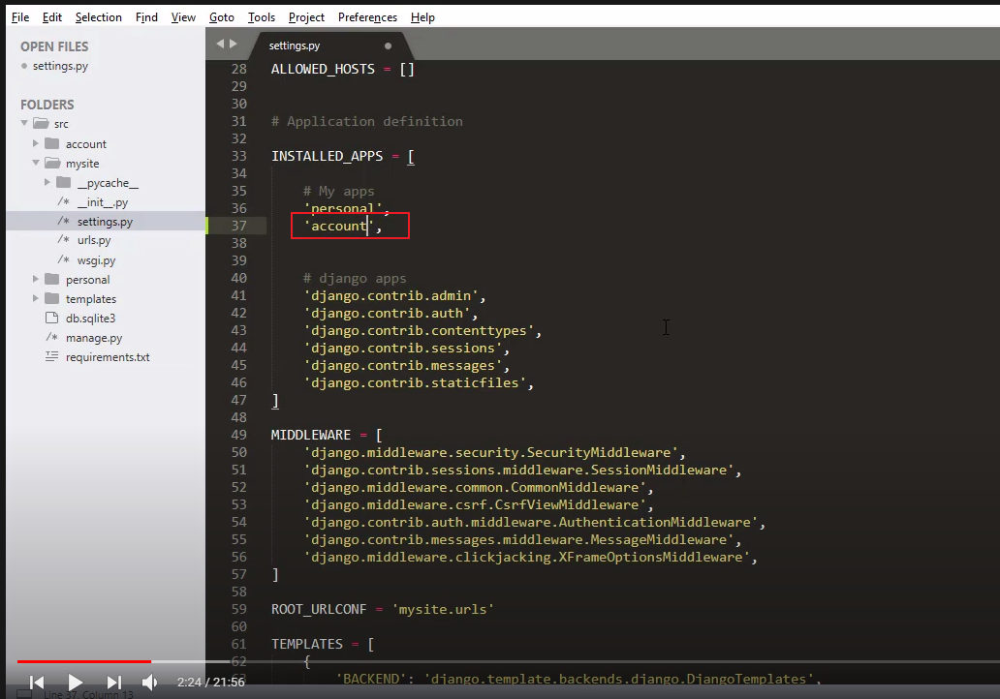 File Edit Selection Find View Goto Tools Project Preferences Help
OPEN FILES
settings.py
FOLDERS
src
account
mysite
__pycache__
__init__.py
settings.py
urls.py
wsgi.py
personal
templates
db.sqlite3
manage.py
requirements.txt
settings.py
28 ALLOWED_HOSTS = []
29
30
31 # Application definition
32
33 INSTALLED_APPS = [
34
35 # My apps
36 'personal',
37 'account',
38
39
40 # django apps
41 'django.contrib.admin',
42 'django.contrib.auth',
43 'django.contrib.contenttypes',
44 'django.contrib.sessions',
45 'django.contrib.messages',
46 'django.contrib.staticfiles',
47 ]
48
49 MIDDLEWARE = [
50 'django.middleware.security.SecurityMiddleware',
51 'django.contrib.sessions.middleware.SessionMiddleware',
52 'django.middleware.common.CommonMiddleware',
53 'django.middleware.csrf.CsrfViewMiddleware',
54 'django.contrib.auth.middleware.AuthenticationMiddleware',
55 'django.contrib.messages.middleware.MessageMiddleware',
56 'django.middleware.clickjacking.XFrameOptionsMiddleware',
57 ]
58
59 ROOT_URLCONF = 'mysite.urls'
60
61 TEMPLATES = [
62 {
63 'BACKEND': 'django.template.backends.django.DjangoTemplates',
2:24 / 21:56
Line 37, Column 13